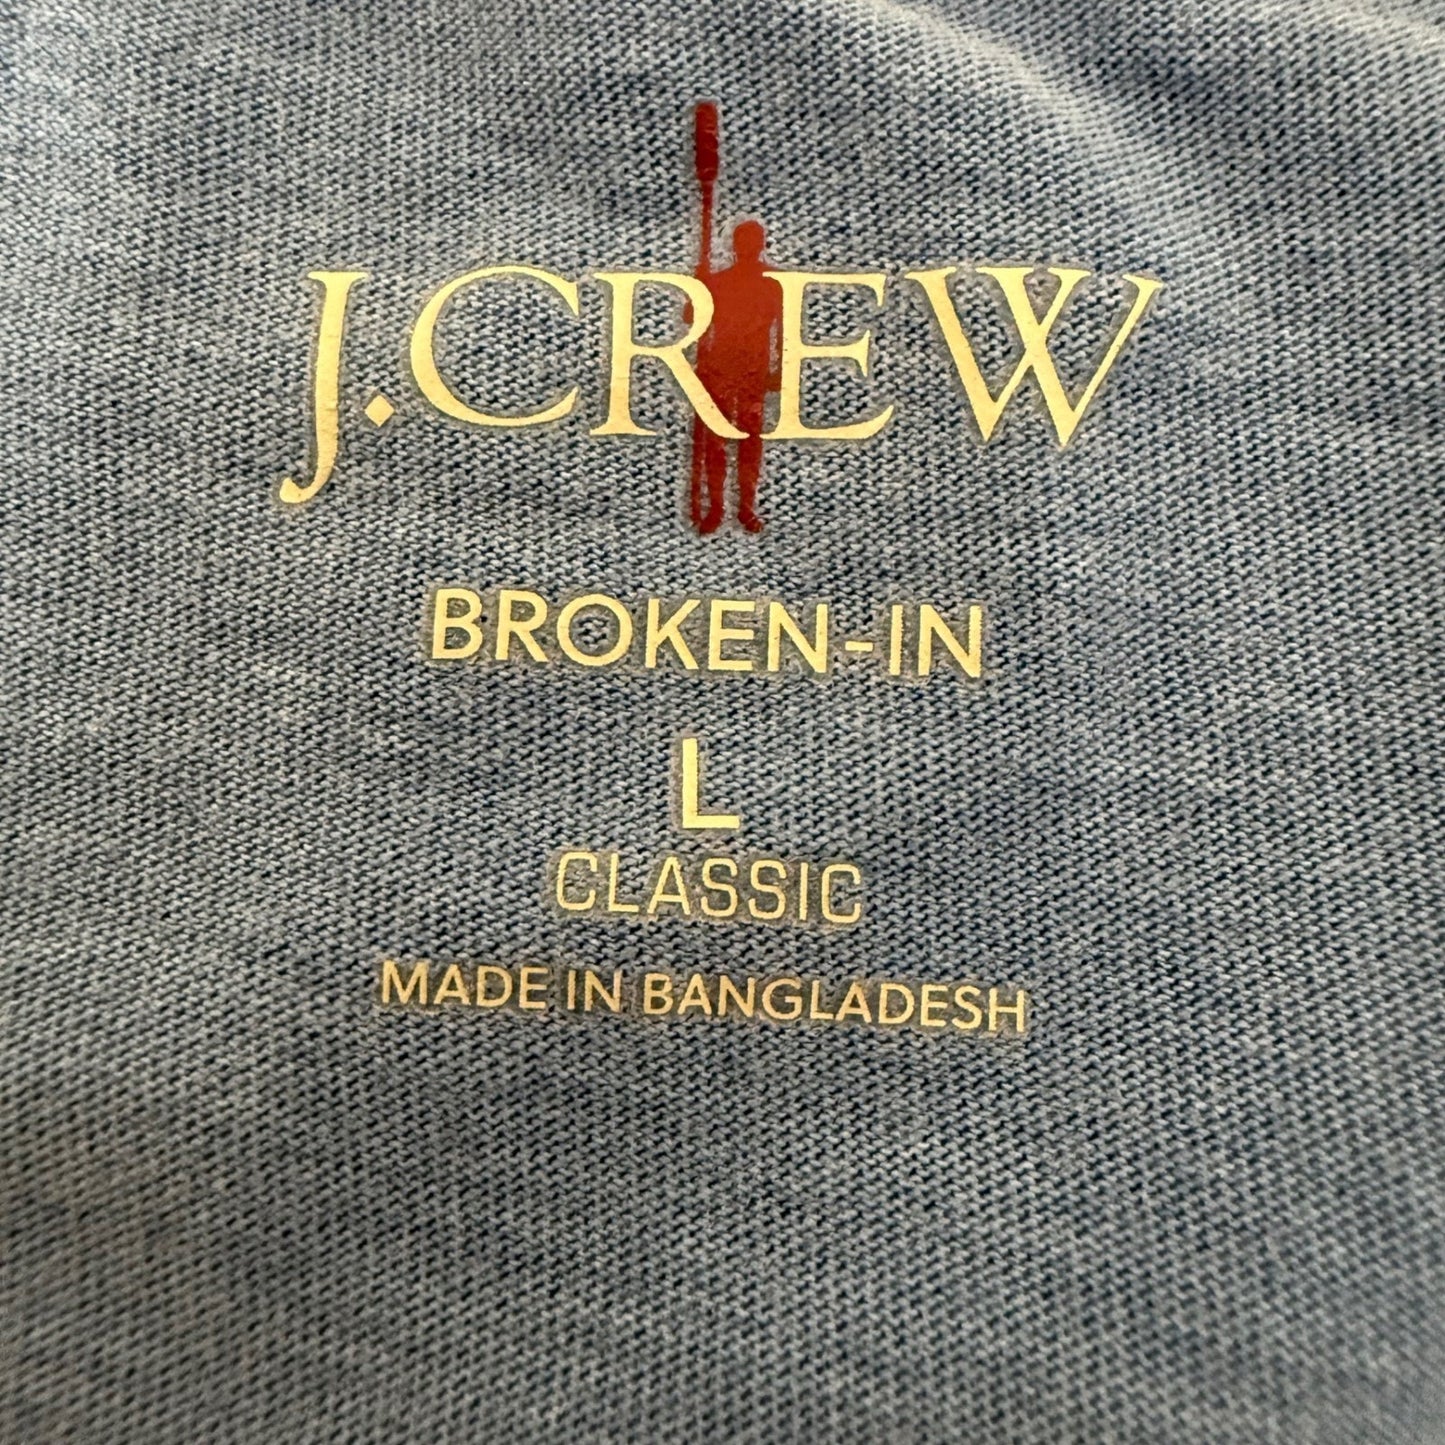 J.CREW
BROKEN-IN
L
CLASSIC
MADE IN BANGLADESH